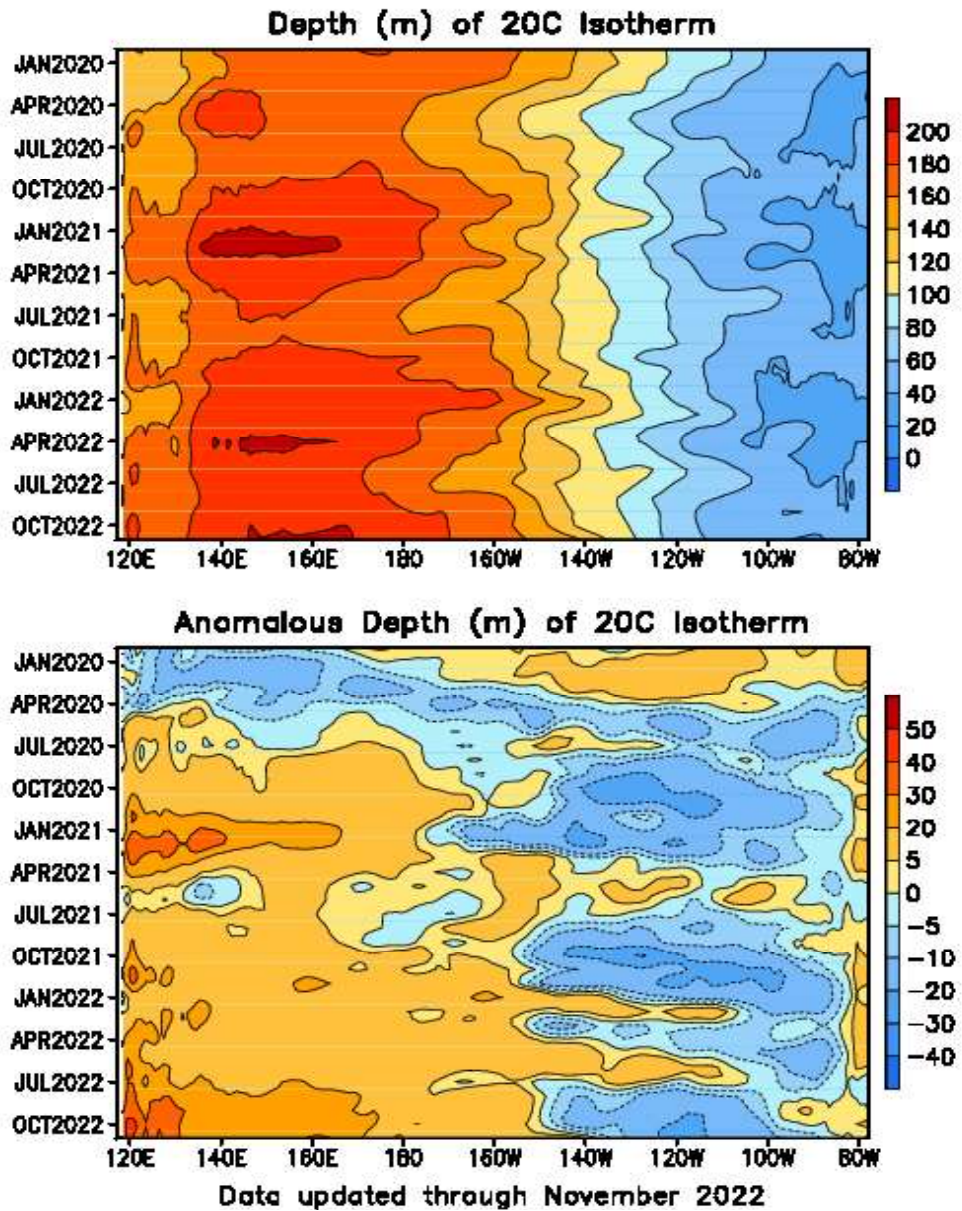 Depth (m) of 20C Isotherm
JAN2020
APR2020
JUL2020
OCT2020
JAN2021
APR2021
JUL2021
OCT2021
JAN2022
APR2022
JUL2022
OCT2022
120E 140E 160E 180 160W 140W 120W 100W 80W
200
180
160
140
120
100
80
60
40
20
0
Anomalous Depth (m) of 20C Isotherm
JAN2020
APR2020
JUL2020
OCT2020
JAN2021
APR2021
JUL2021
OCT2021
JAN2022
APR2022
JUL2022
OCT2022
120E 140E 160E 180 160W 140W 120W 100W 80W
50
40
30
20
5
0
-5
-10
-20
-30
-40
Data updated through November 2022